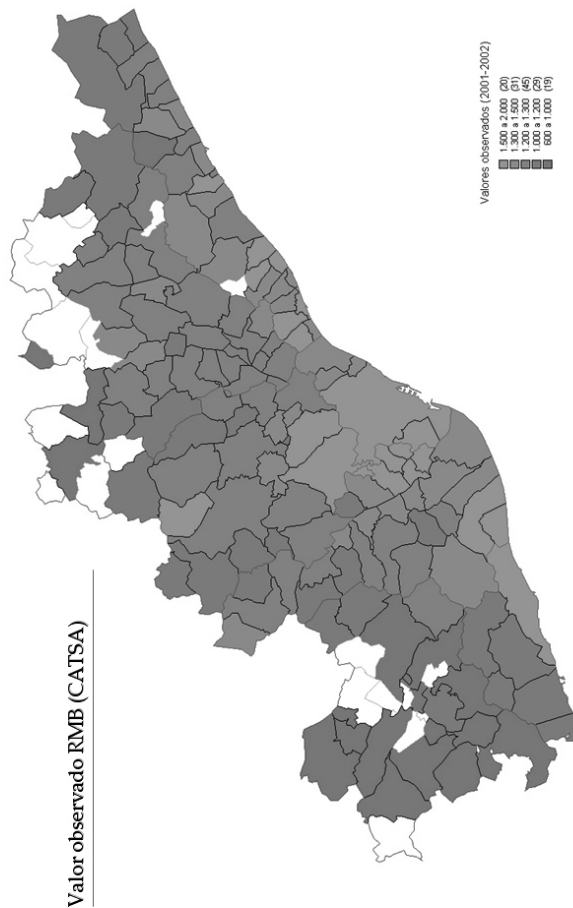 Valor observado RMB (CATSA)
Valores observados (2001-2002)
1.500 a 2.000 (20)
1.300 a 1.500 (31)
1.200 a 1.300 (45)
1.000 a 1.200 (29)
600 a 1.000 (19)